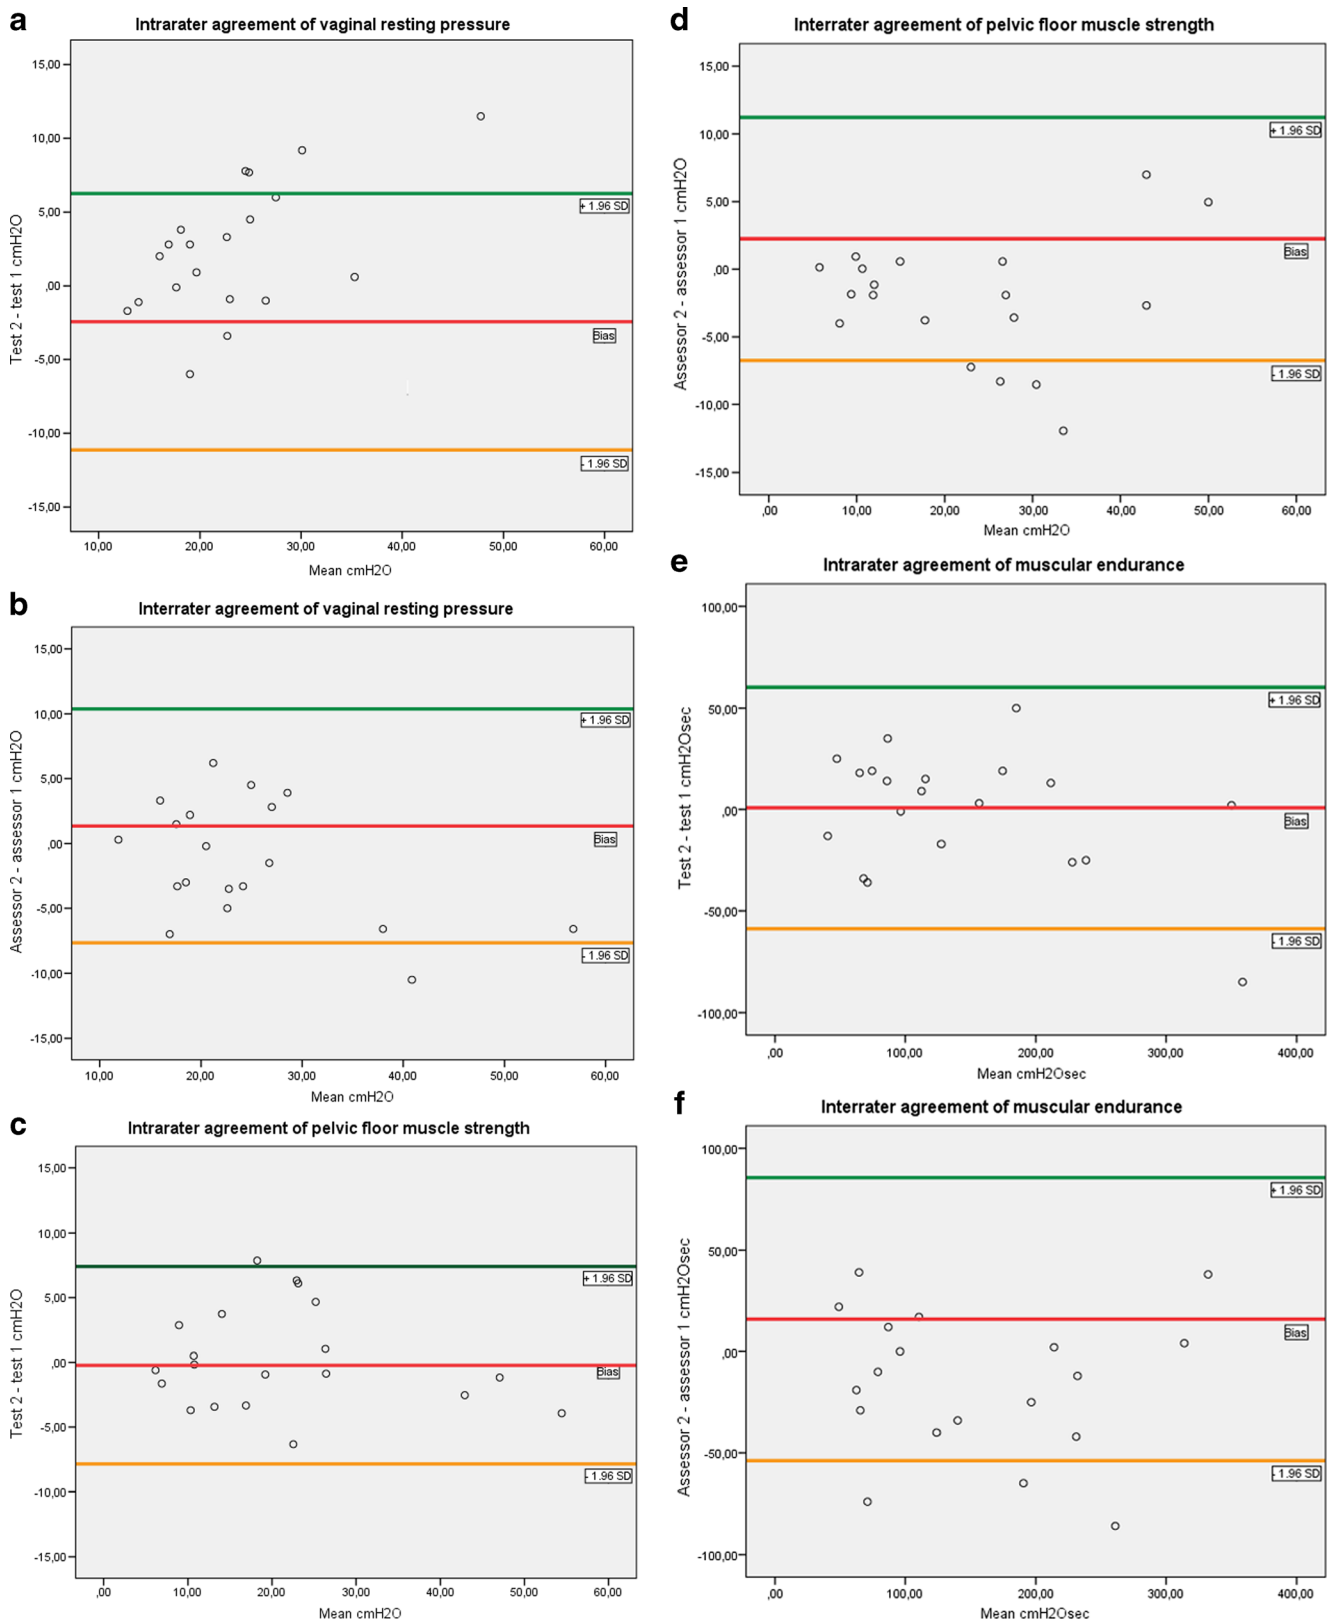 a
Intrarater agreement of vaginal resting pressure
15,00
10,00
5,00
,00
-5,00
-10,00
-15,00
Test 2 - test 1 cmH2O
+ 1.96 SD
Bias
- 1.96 SD
10,00 20,00 30,00 40,00 50,00 60,00
Mean cmH2O
b
Interrater agreement of vaginal resting pressure
15,00
10,00
5,00
,00
-5,00
-10,00
-15,00
Assessor 2 - assessor 1 cmH2O
+ 1.96 SD
Bias
- 1.96 SD
10,00 20,00 30,00 40,00 50,00 60,00
Mean cmH2O
c
Intrarater agreement of pelvic floor muscle strength
15,00
10,00
5,00
,00
-5,00
-10,00
-15,00
Test 2 - test 1 cmH2O
+ 1.96 SD
Bias
- 1.96 SD
,00 10,00 20,00 30,00 40,00 50,00 60,00
Mean cmH2O
d
Interrater agreement of pelvic floor muscle strength
15,00
10,00
5,00
,00
-5,00
-10,00
-15,00
Assessor 2 - assessor 1 cmH2O
+ 1.96 SD
Bias
- 1.96 SD
,00 10,00 20,00 30,00 40,00 50,00 60,00
Mean cmH2O
e
Intrarater agreement of muscular endurance
100,00
50,00
,00
-50,00
-100,00
Test 2 - test 1 cmH2Osec
+ 1.96 SD
Bias
- 1.96 SD
,00 100,00 200,00 300,00 400,00
Mean cmH2Osec
f
Interrater agreement of muscular endurance
100,00
50,00
,00
-50,00
-100,00
Assessor 2 - assessor 1 cmH2Osec
+ 1.96 SD
Bias
- 1.96 SD
,00 100,00 200,00 300,00 400,00
Mean cmH2Osec